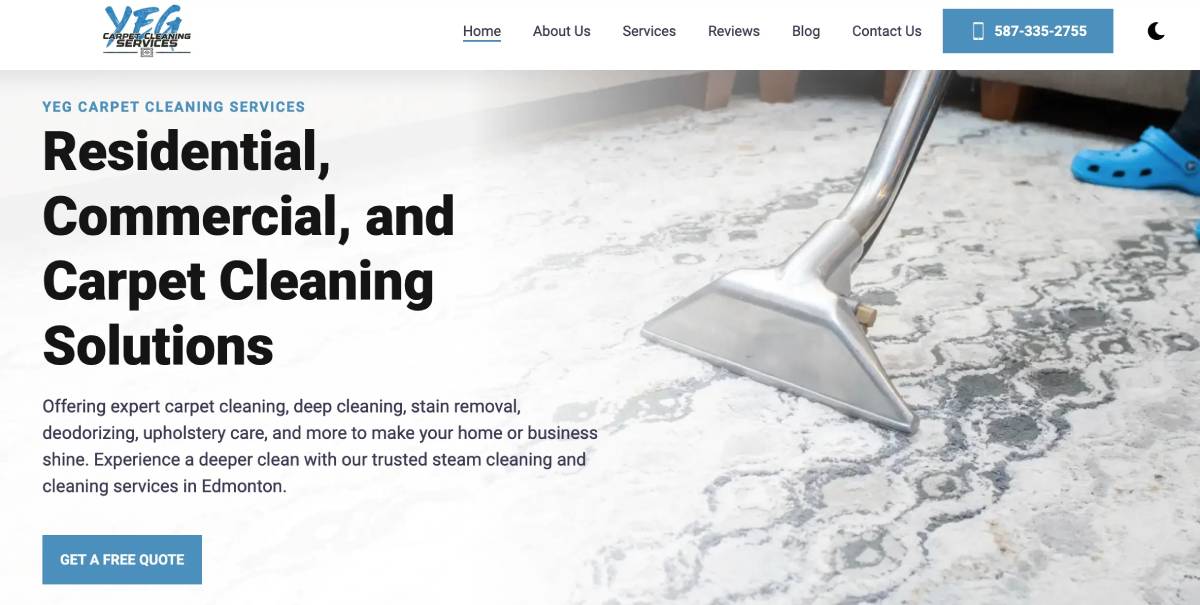 YEG
CARPET CLEANING
SERVICES
Home
About Us
Services
Reviews
Blog
Contact Us
587-335-2755
YEG CARPET CLEANING SERVICES
Residential,
Commercial, and
Carpet Cleaning
Solutions
Offering expert carpet cleaning, deep cleaning, stain removal,
deodorizing, upholstery care, and more to make your home or business
shine. Experience a deeper clean with our trusted steam cleaning and
cleaning services in Edmonton.
GET A FREE QUOTE